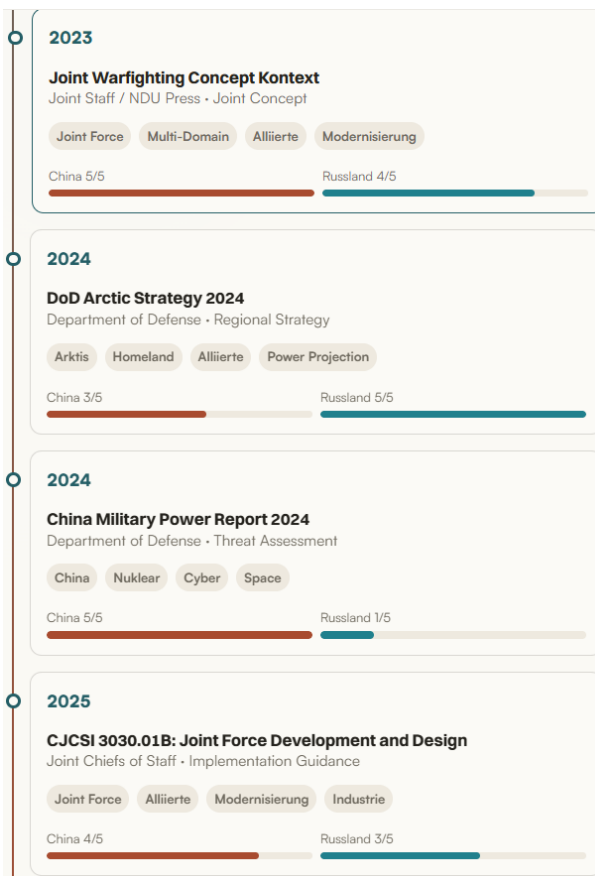 2023
Joint Warfighting Concept Kontext
Joint Staff / NDU Press · Joint Concept
Joint Force Multi-Domain Alliierte Modernisierung
China 5/5 Russland 4/5
2024
DoD Arctic Strategy 2024
Department of Defense · Regional Strategy
Arktis Homeland Alliierte Power Projection
China 3/5 Russland 5/5
2024
China Military Power Report 2024
Department of Defense · Threat Assessment
China Nuklear Cyber Space
China 5/5 Russland 1/5
2025
CJCSI 3030.01B: Joint Force Development and Design
Joint Chiefs of Staff · Implementation Guidance
Joint Force Alliierte Modernisierung Industrie
China 4/5 Russland 3/5